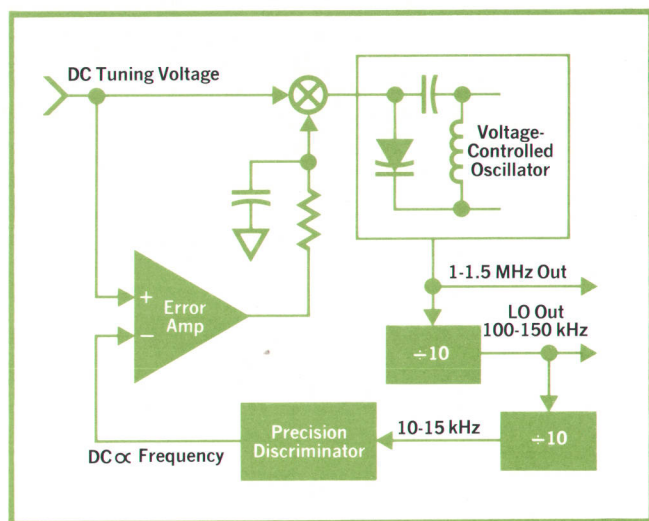 DC Tuning Voltage
Voltage-
Controlled
Oscillator
+
Error
Amp
−
1-1.5 MHz Out
LO Out
100-150 kHz
÷10
÷10
10-15 kHz
Precision
Discriminator
DC ∝ Frequency